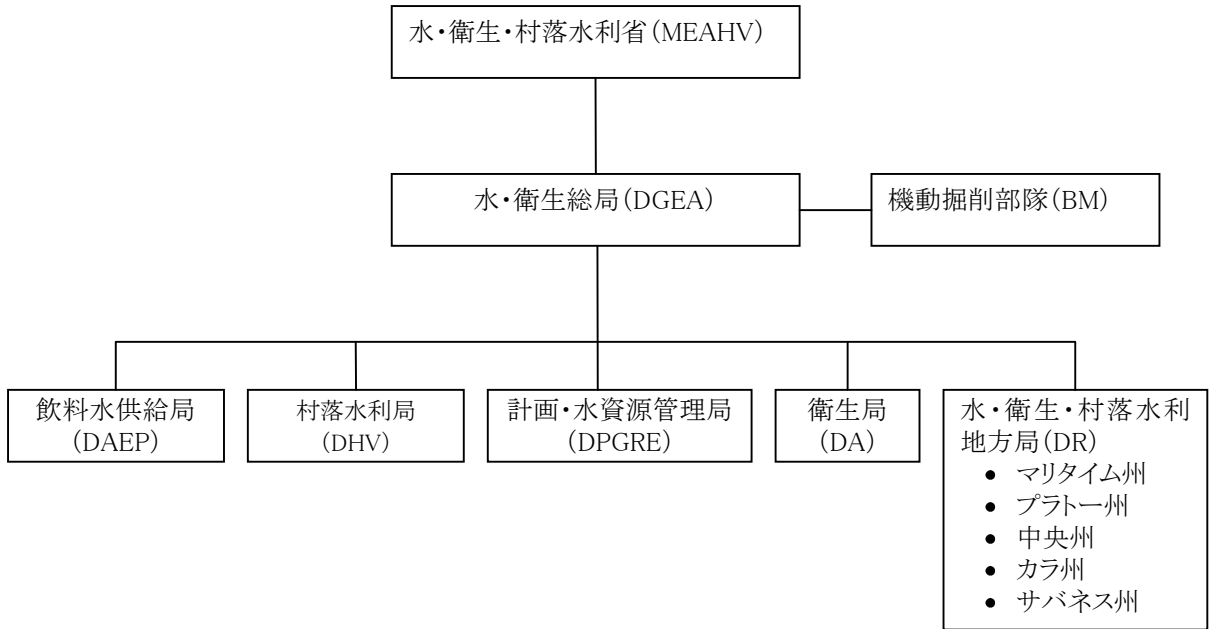 水・衛生・村落水利省(MEAHV)
水・衛生総局(DGEA)
機動掘削部隊(BM)
飲料水供給局
(DAEP)
村落水利局
(DHV)
計画・水資源管理局
(DPGRE)
衛生局
(DA)
水・衛生・村落水利
地方局(DR)
• マリタイム州
• プラトー州
• 中央州
• カラ州
• サバネス州